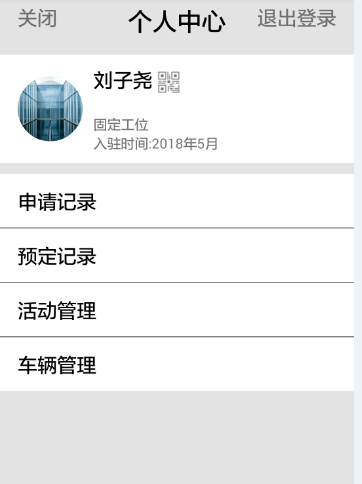 关闭 个人中心 退出登录
刘子尧
固定工位
入驻时间:2018年5月
申请记录
预定记录
活动管理
车辆管理